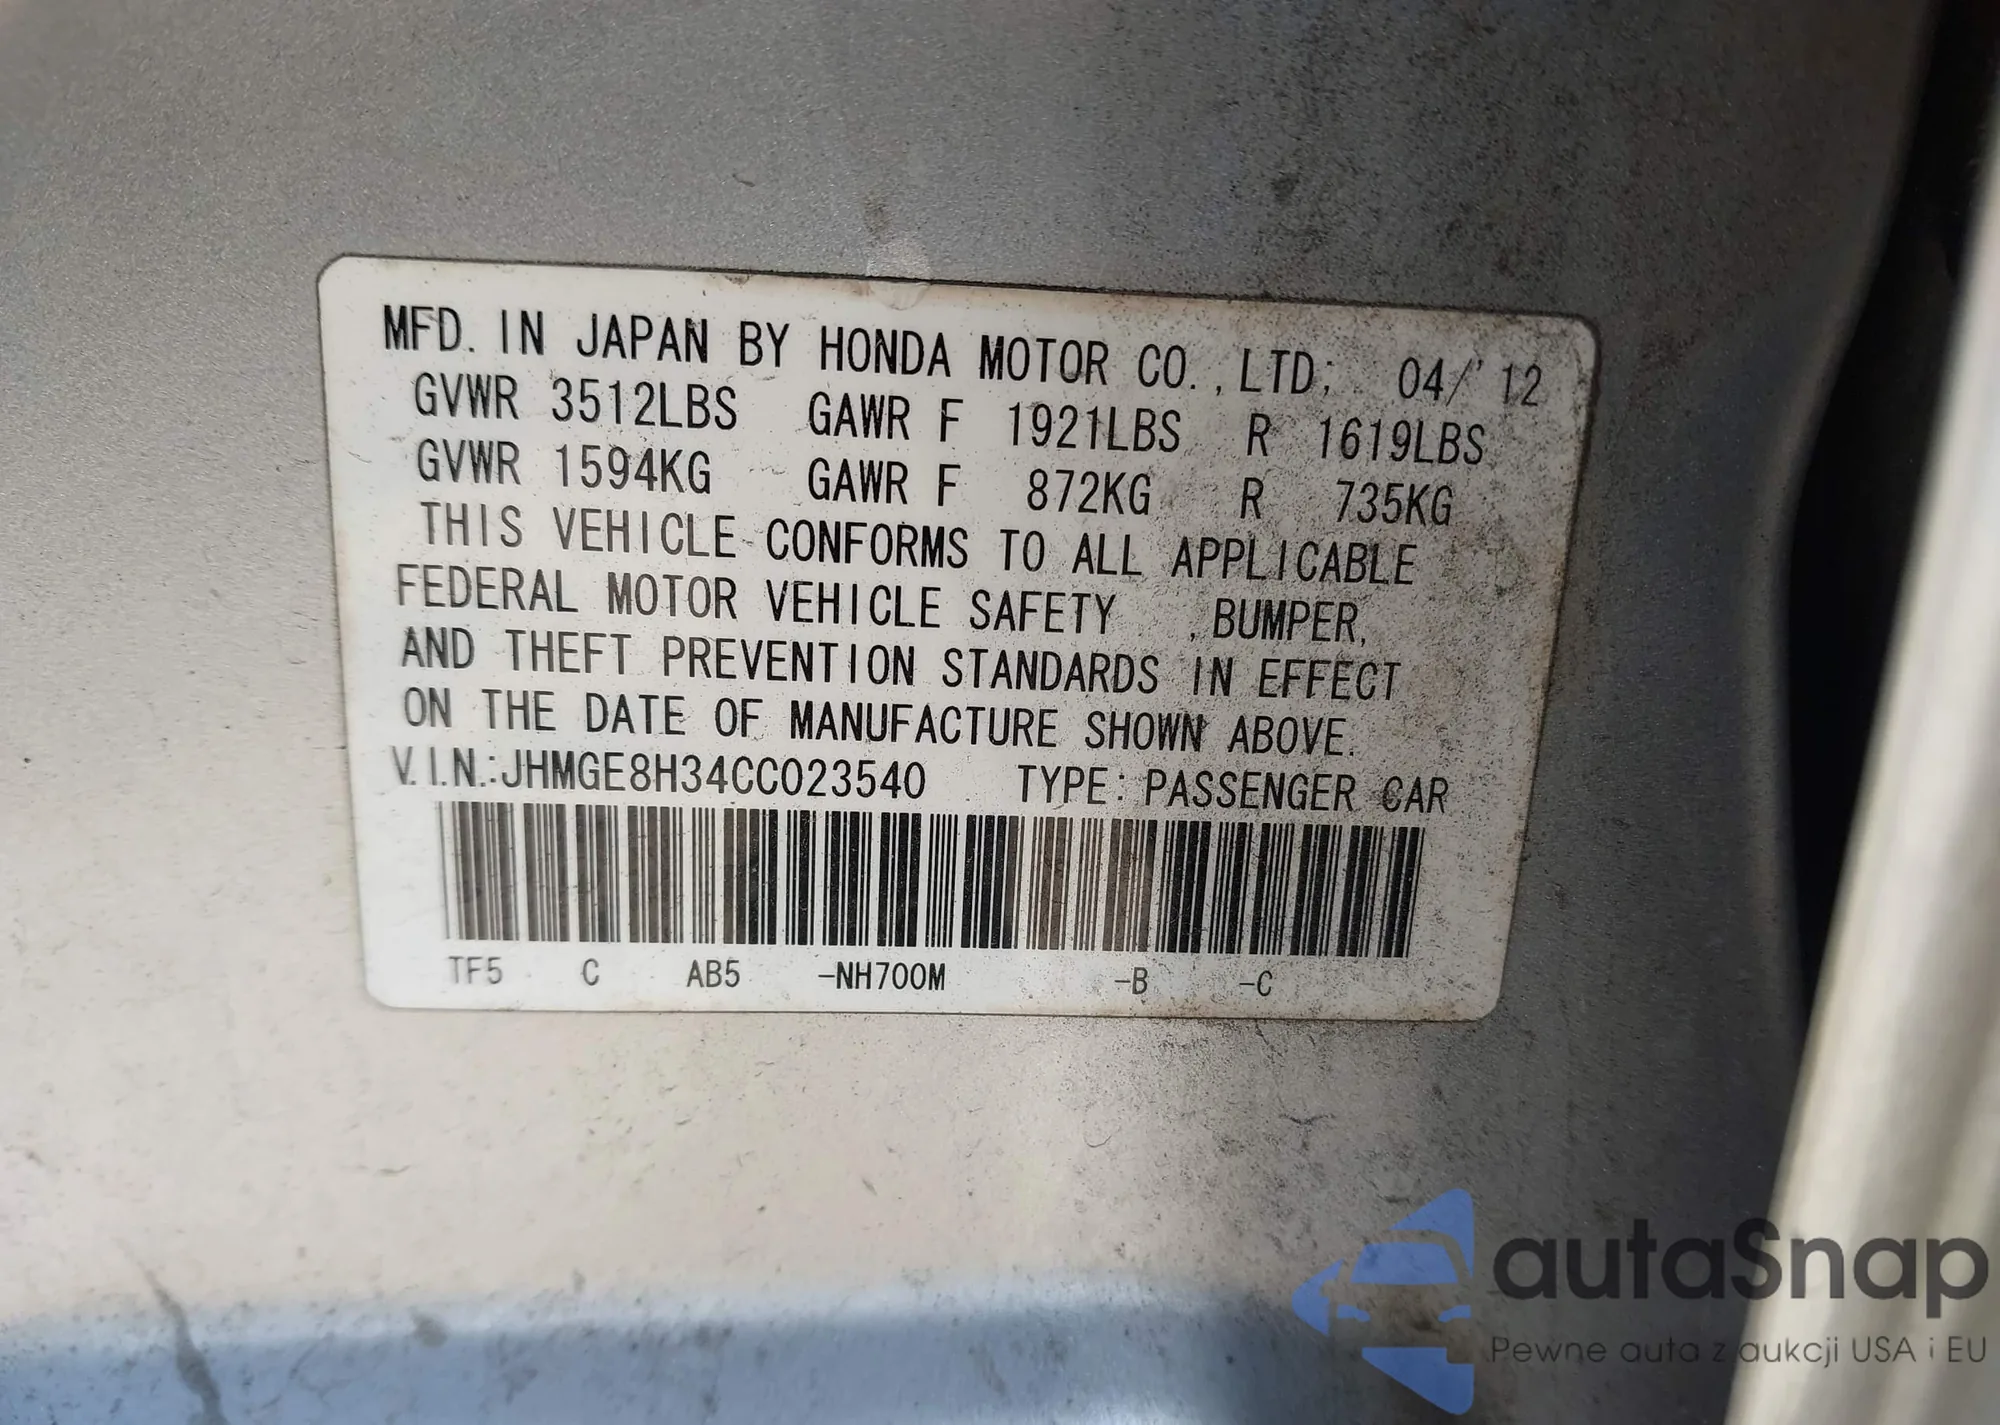 MFD. IN JAPAN BY HONDA MOTOR CO.,LTD; 04/'12
GVWR 3512LBS GAWR F 1921LBS R 1619LBS
GVWR 1594KG GAWR F 872KG R 735KG
THIS VEHICLE CONFORMS TO ALL APPLICABLE
FEDERAL MOTOR VEHICLE SAFETY ,BUMPER,
AND THEFT PREVENTION STANDARDS IN EFFECT
ON THE DATE OF MANUFACTURE SHOWN ABOVE.
V.I.N.:JHMGE8H34CC023540 TYPE: PASSENGER CAR
TF5 C AB5 -NH700M -B -C
autaSnap
Pewne auta z aukcji USA i EU